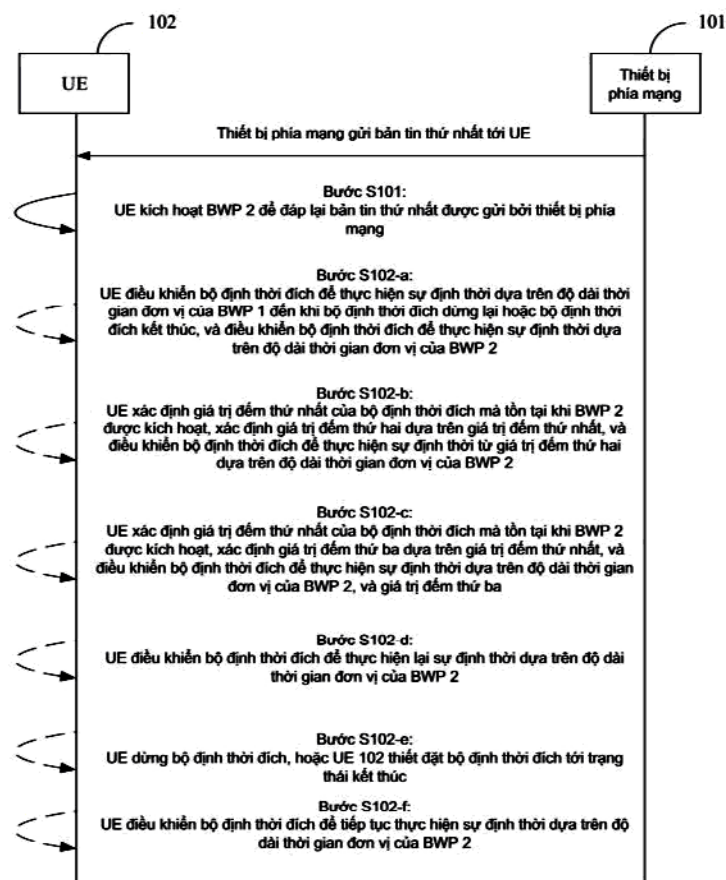 102
101
UE
Thiết bị
phía mạng
Thiết bị phía mạng gửi bản tin thứ nhất tới UE
Bước S101:
UE kích hoạt BWP 2 để đáp lại bản tin thứ nhất được gửi bởi thiết bị phía
mạng
Bước S102-a:
UE điều khiển bộ định thời đích để thực hiện sự định thời dựa trên độ dài thời
gian đơn vị của BWP 1 đến khi bộ định thời đích dừng lại hoặc bộ định thời
đích kết thúc, và điều khiển bộ định thời đích để thực hiện sự định thời dựa
trên độ dài thời gian đơn vị của BWP 2
Bước S102-b:
UE xác định giá trị đếm thứ nhất của bộ định thời đích mà tồn tại khi BWP 2
được kích hoạt, xác định giá trị đếm thứ hai dựa trên giá trị đếm thứ nhất, và
điều khiển bộ định thời đích để thực hiện sự định thời từ giá trị đếm thứ hai
dựa trên độ dài thời gian đơn vị của BWP 2
Bước S102-c:
UE xác định giá trị đếm thứ nhất của bộ định thời đích mà tồn tại khi BWP 2
được kích hoạt, xác định giá trị đếm thứ ba dựa trên giá trị đếm thứ nhất, và
điều khiển bộ định thời đích để thực hiện sự định thời dựa trên độ dài thời gian
đơn vị của BWP 2, và giá trị đếm thứ ba
Bước S102-d:
UE điều khiển bộ định thời đích để thực hiện lại sự định thời dựa trên độ dài
thời gian đơn vị của BWP 2
Bước S102-e:
UE dừng bộ định thời đích, hoặc UE 102 thiết đặt bộ định thời đích tới trạng
thái kết thúc
Bước S102-f:
UE điều khiển bộ định thời đích để tiếp tục thực hiện sự định thời dựa trên độ
dài thời gian đơn vị của BWP 2